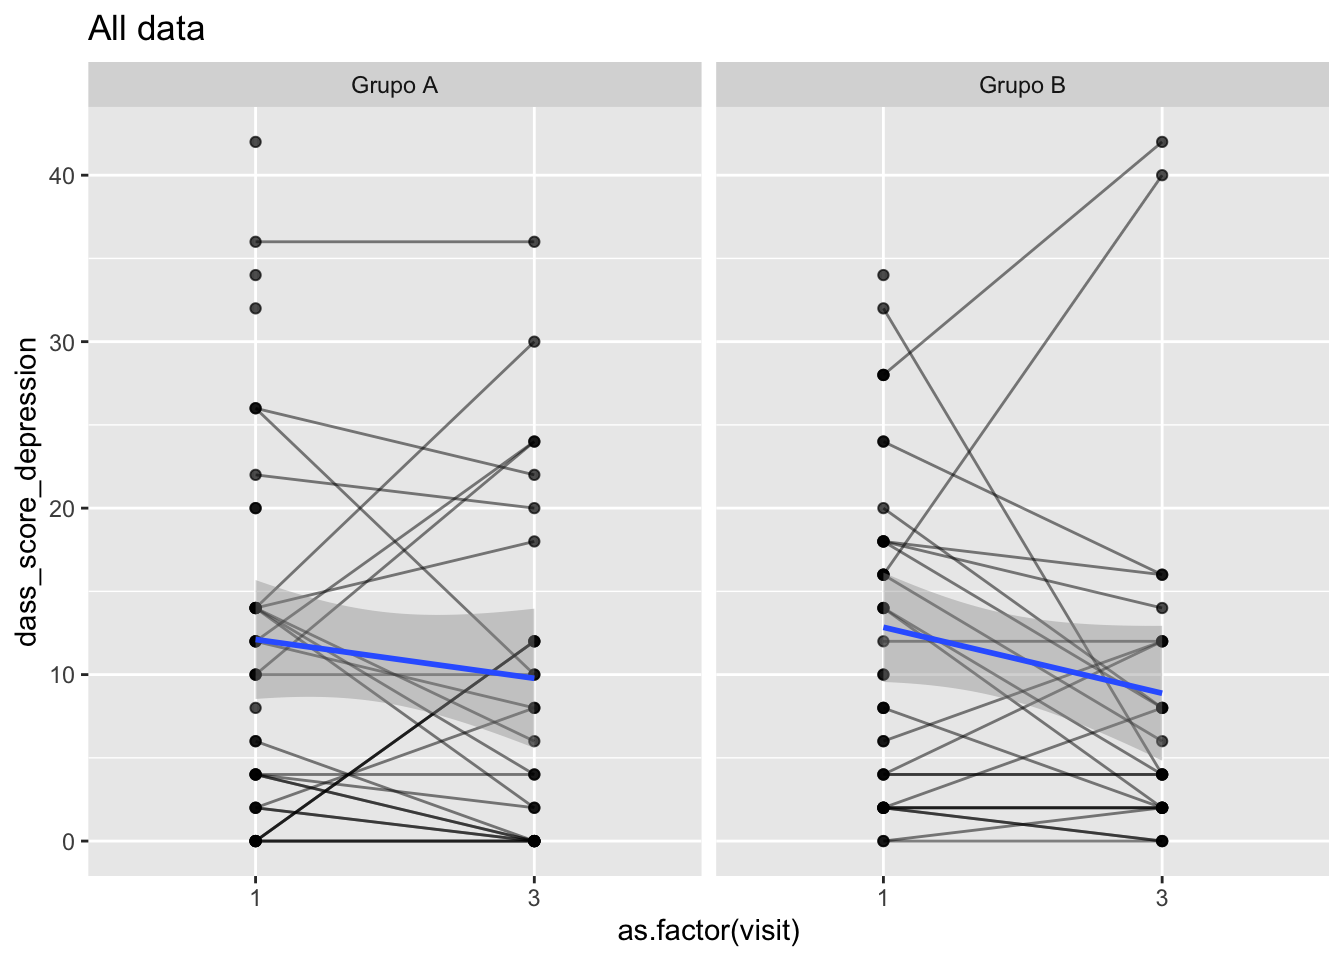 All data
Grupo A
Grupo B
dass_score_depression
40
30
20
10
0
1
3
1
3
as.factor(visit)